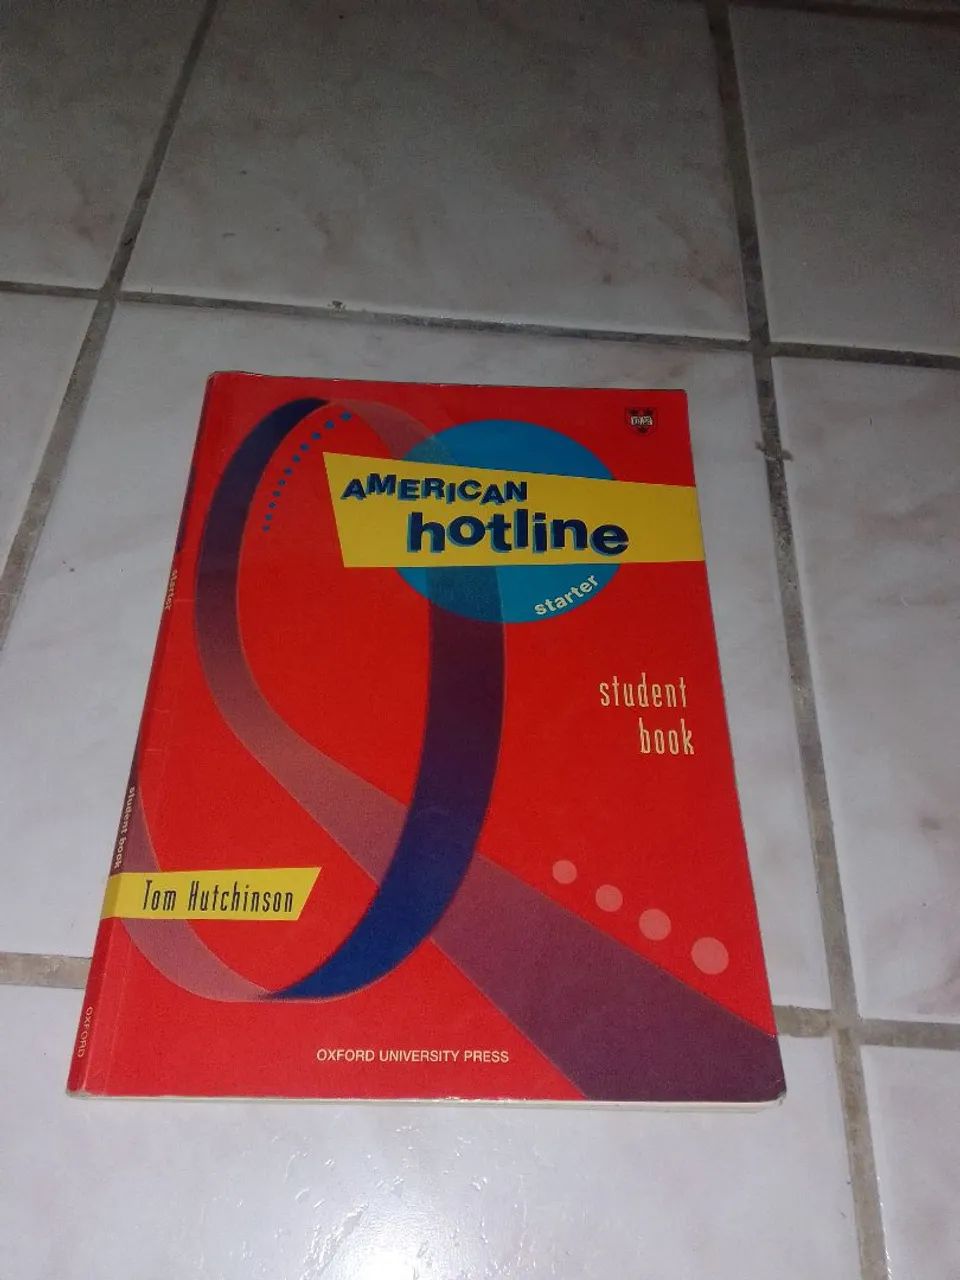 AMERICAN
hotline
starter
student
book
Tom Hutchinson
OXFORD UNIVERSITY PRESS
starter
student book
OXFORD